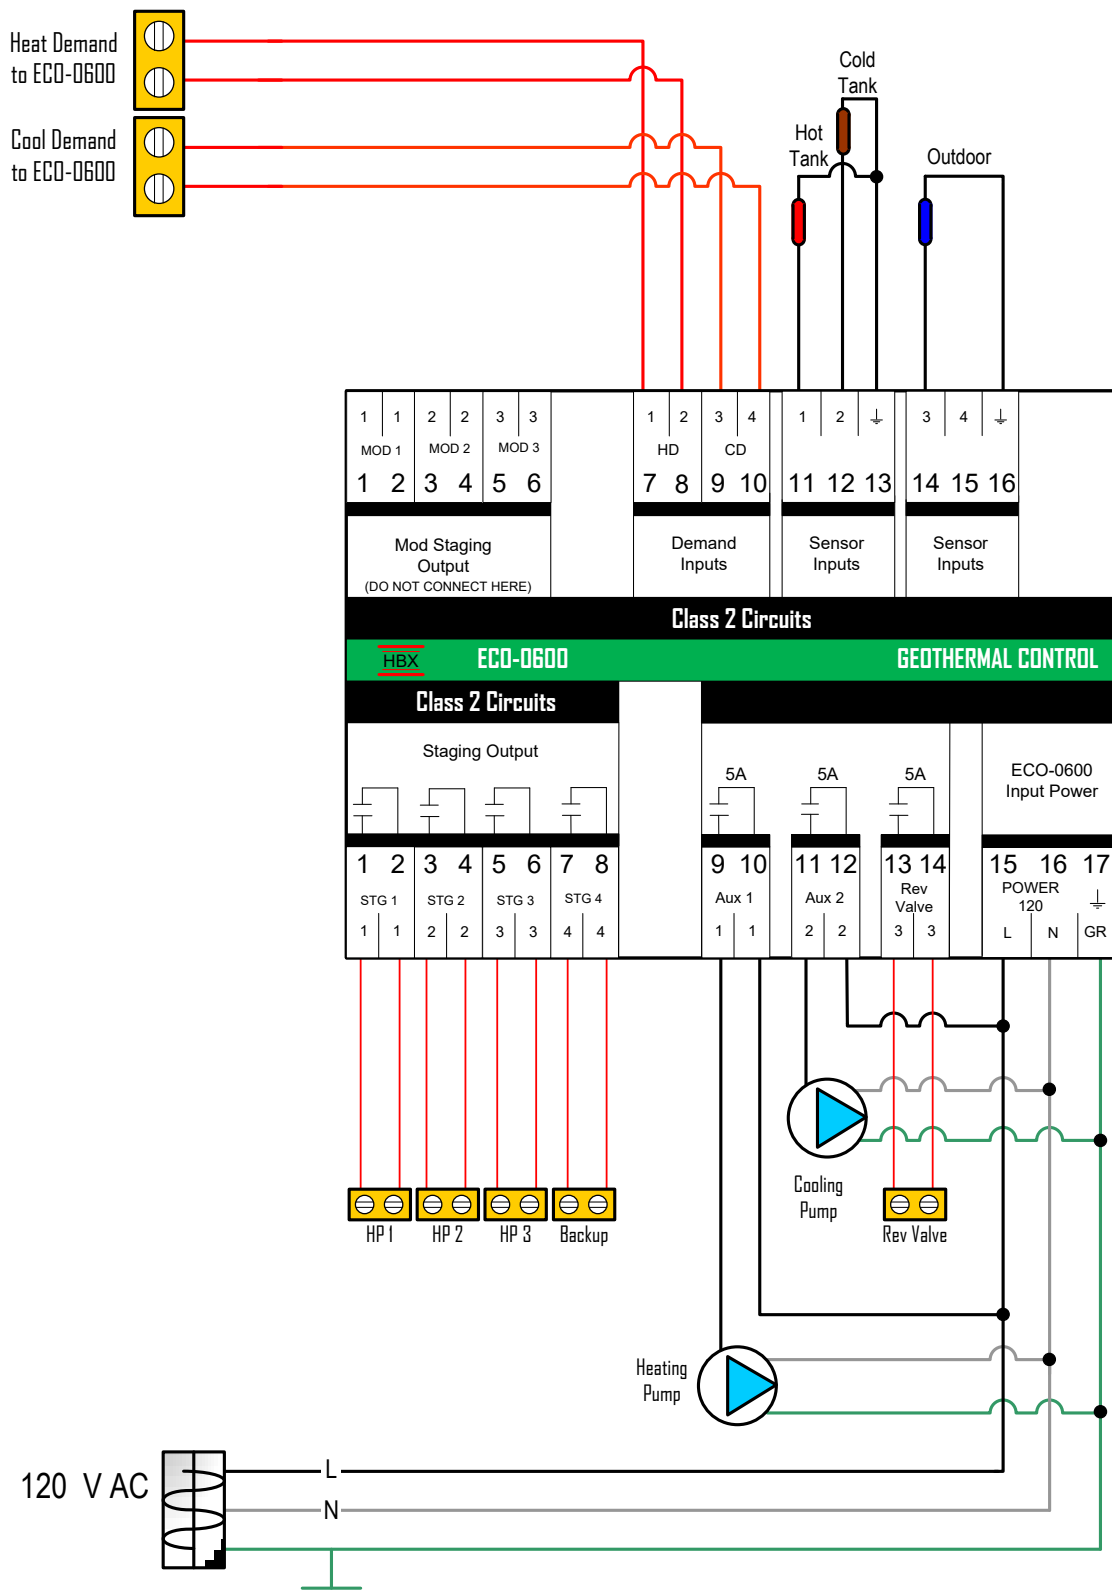 Heat Demand
to ECO-0600
Cool Demand
to ECO-0600
Cold
Tank
Hot
Tank
Outdoor
1 1 2 2 3 3 1 2 3 4 1 2 3 4
MOD 1 MOD 2 MOD 3 HD CD
1 2 3 4 5 6 7 8 9 10 11 12 13 14 15 16
Mod Staging
Output
(DO NOT CONNECT HERE)
Demand
Inputs
Sensor
Inputs
Sensor
Inputs
Class 2 Circuits
HBX ECO-0600 GEOTHERMAL CONTROL
Class 2 Circuits
Staging Output
5A 5A 5A
ECO-0600
Input Power
1 2 3 4 5 6 7 8 9 10 11 12 13 14 15 16 17
STG 1 STG 2 STG 3 STG 4 Aux 1 Aux 2
Rev
Valve
POWER
120
1 1 2 2 3 3 4 4 1 1 2 2 3 3 L N GR
Cooling
Pump
HP 1 HP 2 HP 3 Backup Rev Valve
Heating
Pump
120 V AC
L
N